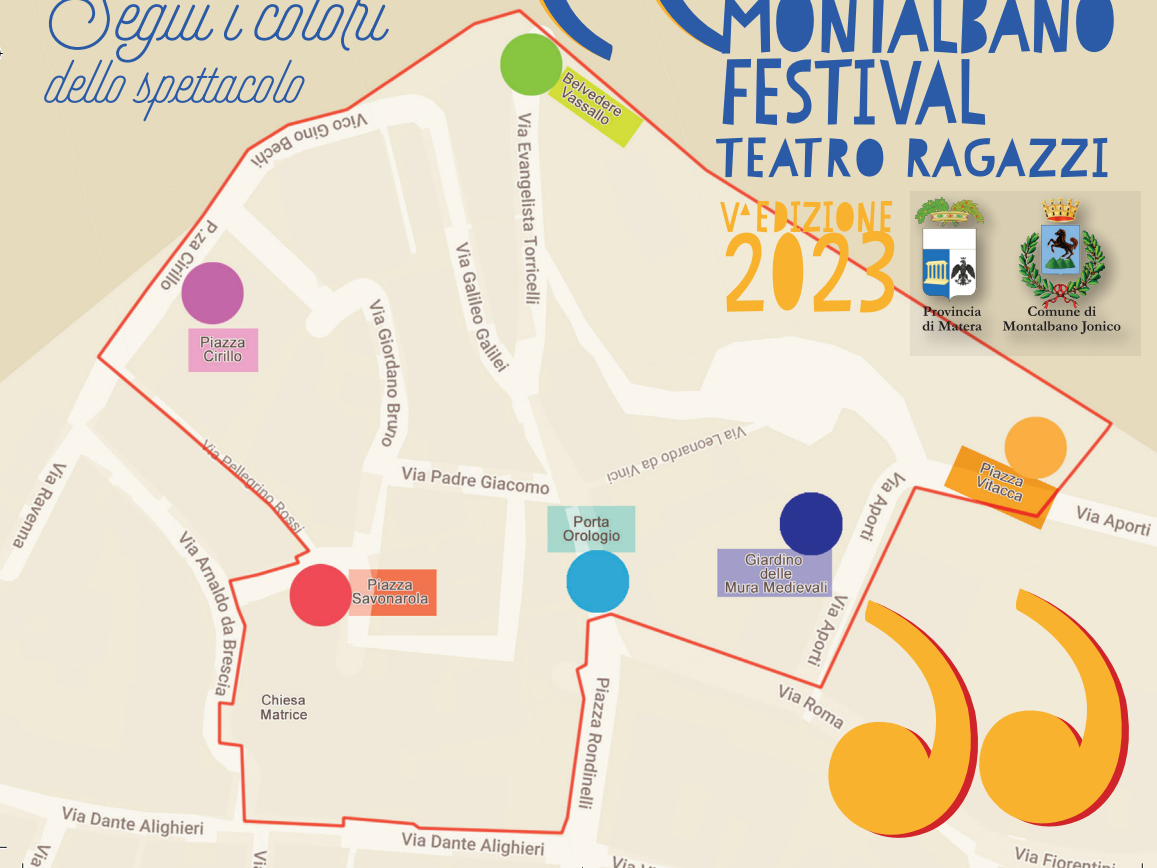 Segui i colori
dello spettacolo
MONTALBANO
FESTIVAL
TEATRO RAGAZZI
Vᴬ EDIZIONE
2023
Provincia
di Matera
Comune di
Montalbano Jonico
Belvedere
Vassallo
Vico Gino Bechi
Via Evangelista Torricelli
P.za Cirillo
Via Galileo Galilei
Piazza
Cirillo
Via Giordano Bruno
Via Leonardo da Vinci
Via Pellegrino Rossi
Via Ravenna
Via Padre Giacomo
Piazza
Vitacca
Via Aporti
Via Aporti
Porta
Orologio
Giardino
delle
Mura Medievali
Via Arnaldo da Brescia
Piazza
Savonarola
Via Aporti
Chiesa
Matrice
Piazza Rondinelli
Via Roma
Via Dante Alighieri
Via Dante Alighieri
Via
Vi
Via V
Via Fiorentini